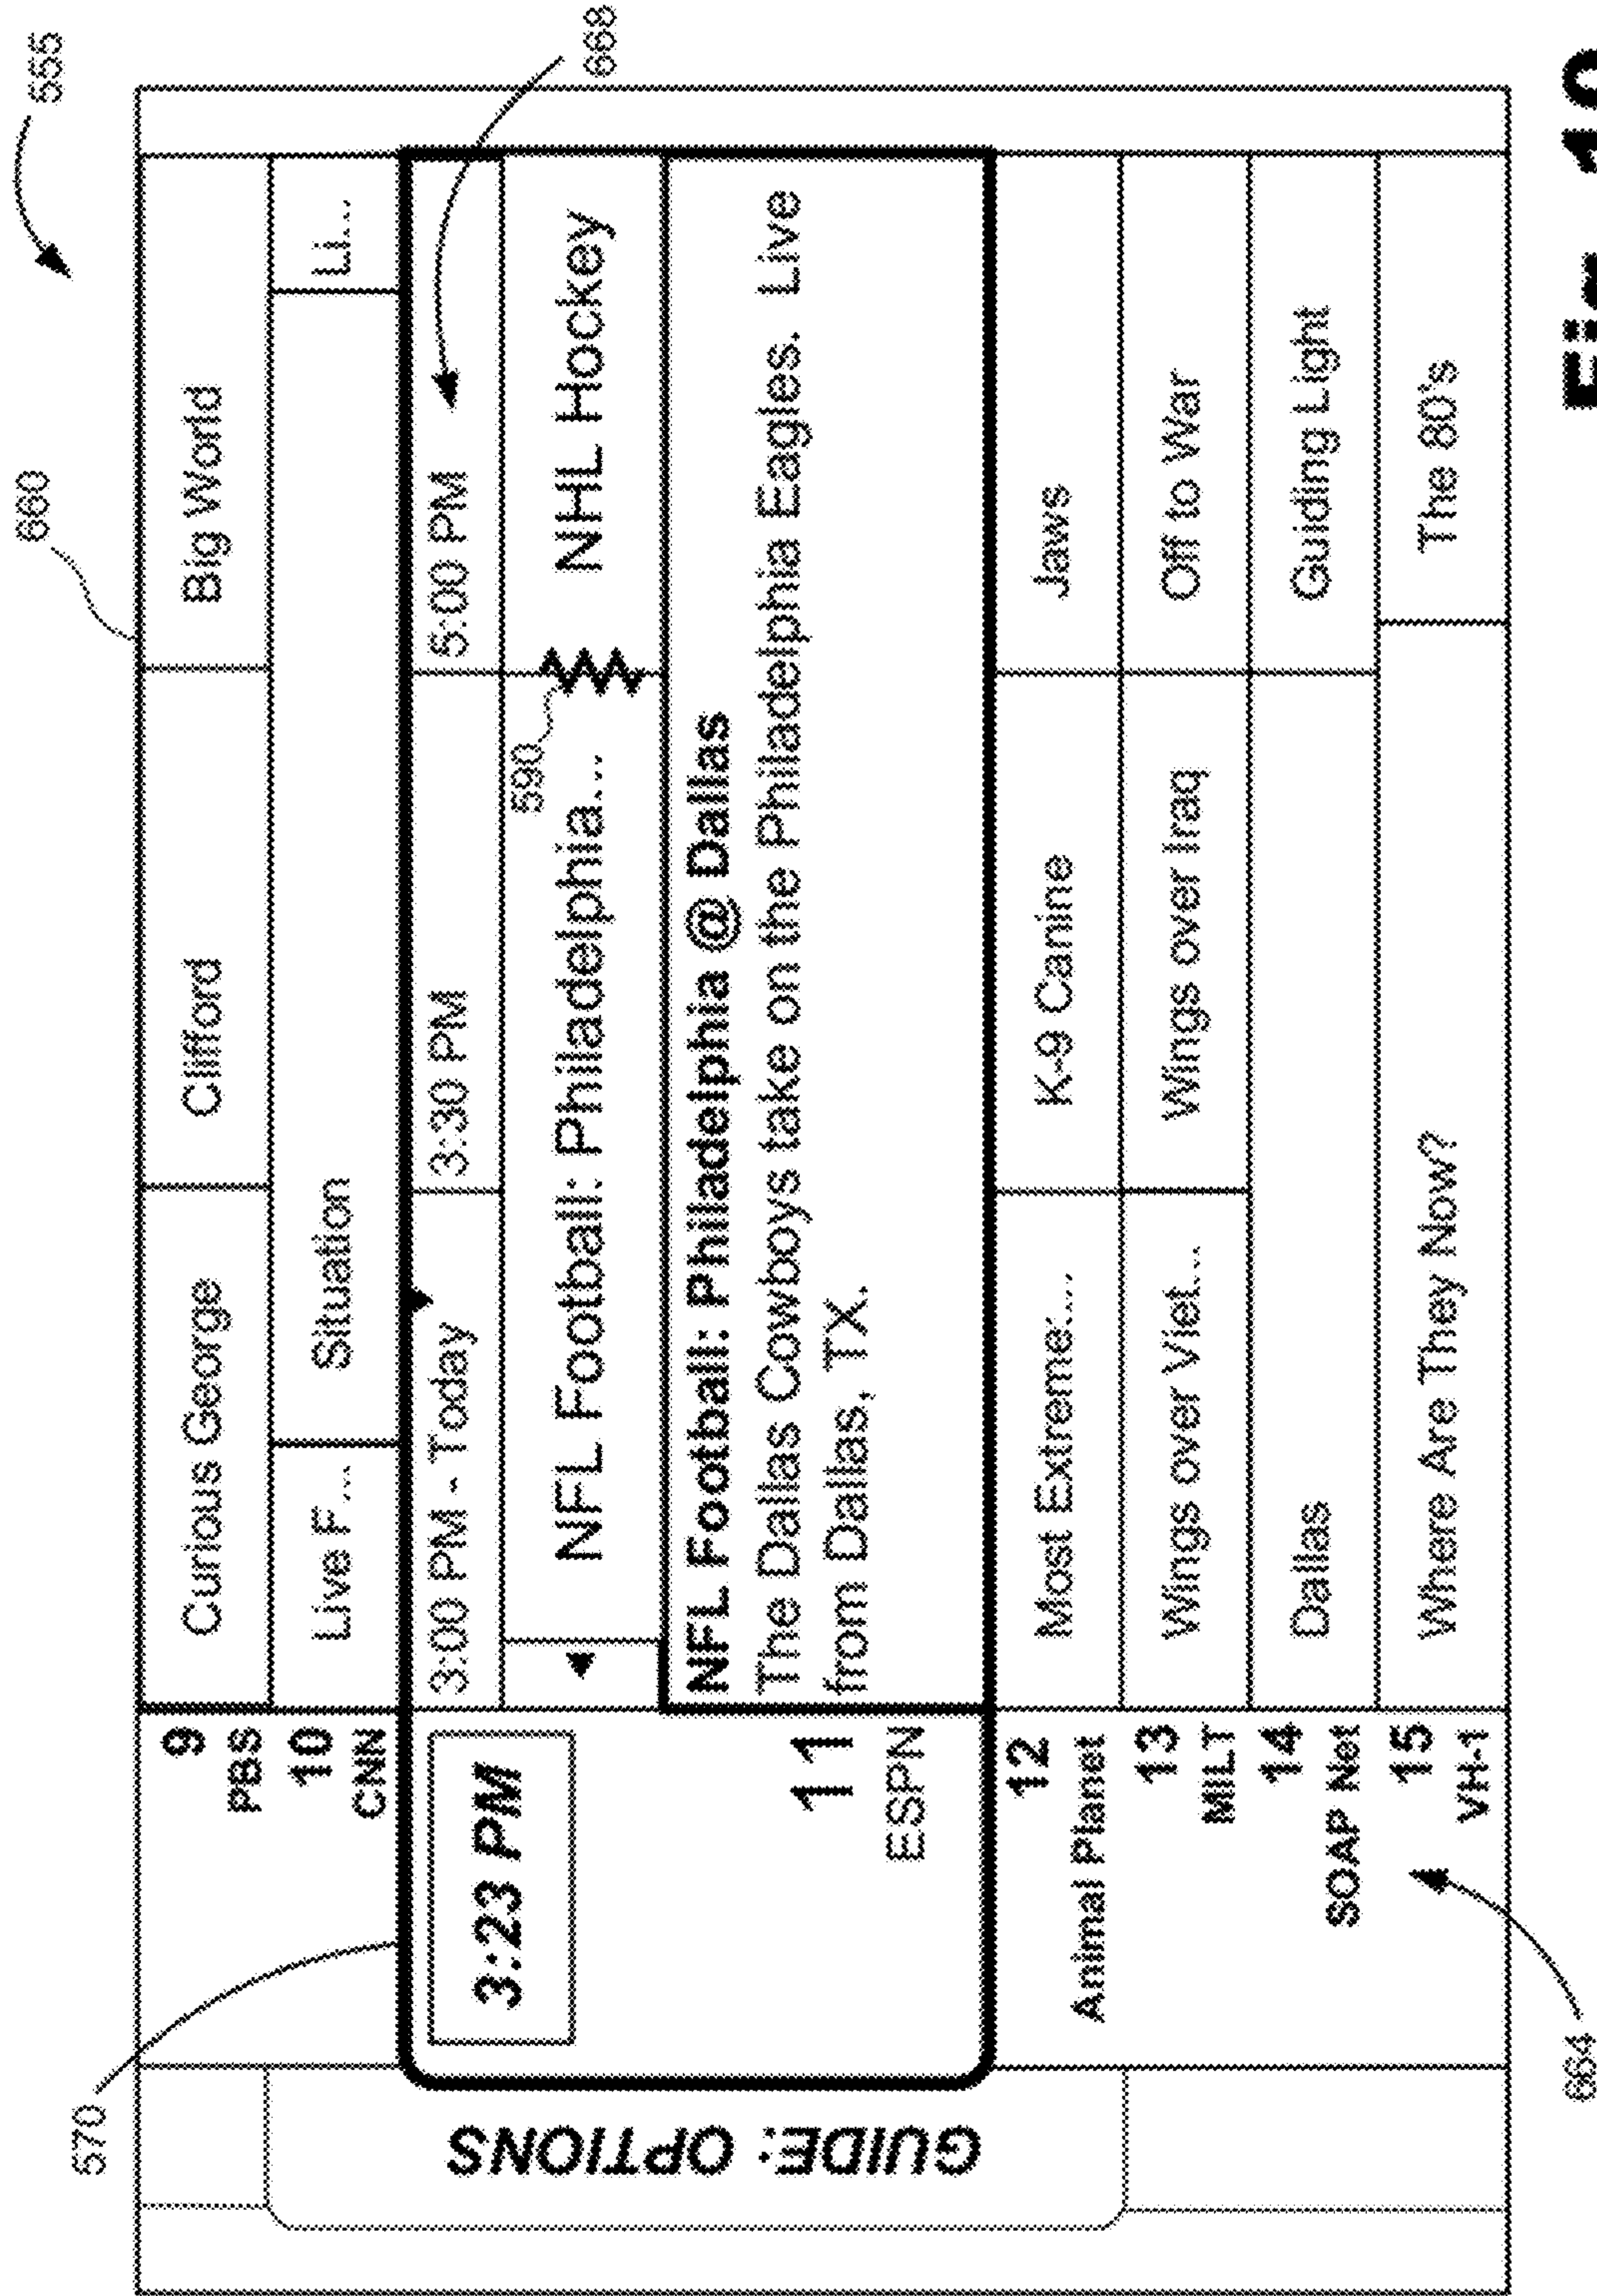 555
660
9 Curious George Clifford Big World
PBS
10 Live F... Situation Li...
CNN
570
668
3:23 PM 3:00 PM - Today 3:30 PM 5:00 PM
NFL Football: Philadelphia... NHL Hockey
590
NFL Football: Philadelphia @ Dallas
11 The Dallas Cowboys take on the Philadelphia Eagles. Live
from Dallas, TX.
ESPN
GUIDE: OPTIONS
12 Most Extreme:... K-9 Canine Jaws
Animal Planet
13 Wings over Viet... Wings over Iraq Off to War
MILT
14 Dallas Guiding Light
SOAP Net
15 Where Are They Now? The 80's
VH-1
664